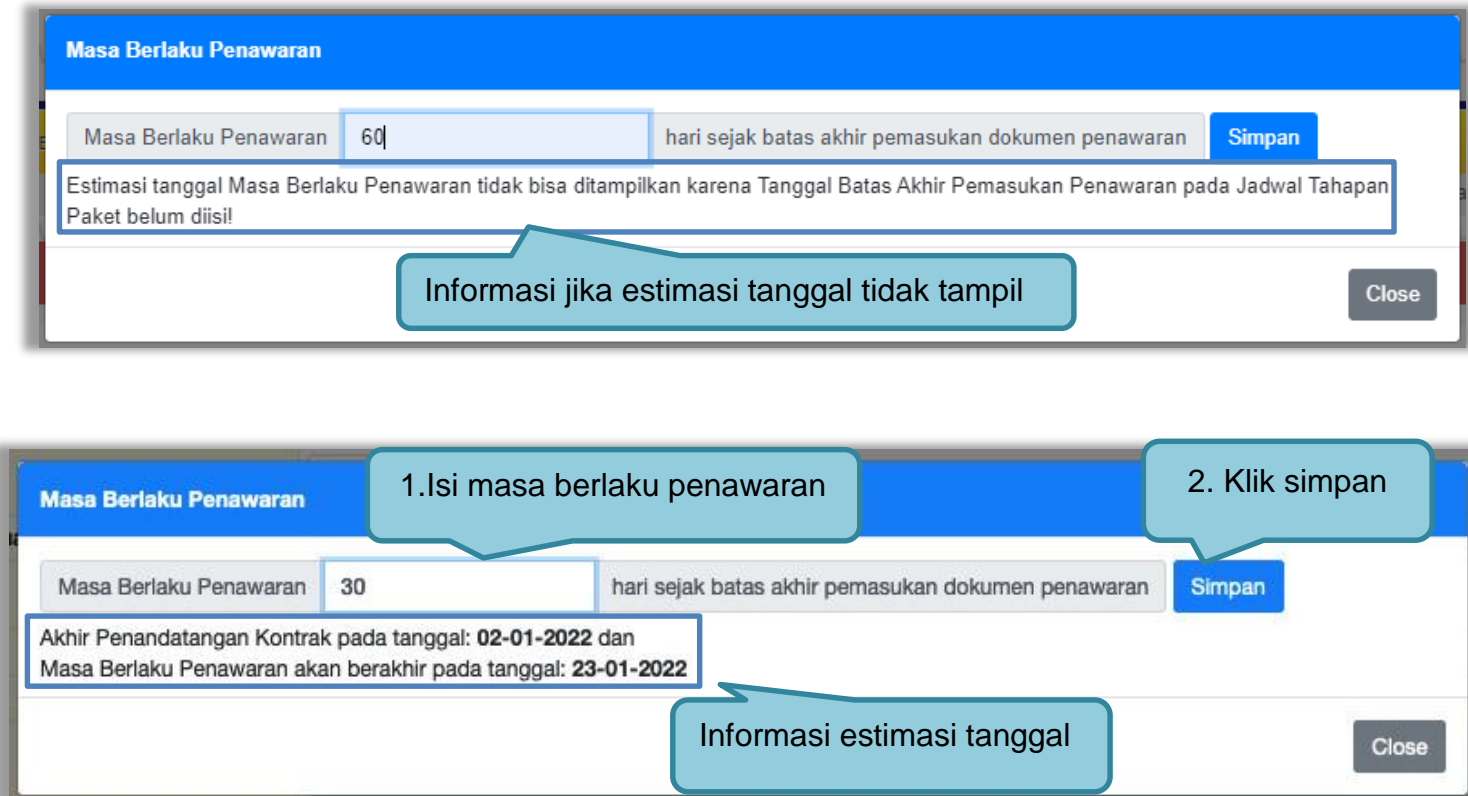 Masa Berlaku Penawaran
Masa Berlaku Penawaran 60 hari sejak batas akhir pemasukan dokumen penawaran Simpan
Estimasi tanggal Masa Berlaku Penawaran tidak bisa ditampilkan karena Tanggal Batas Akhir Pemasukan Penawaran pada Jadwal Tahapan
Paket belum diisi!
Informasi jika estimasi tanggal tidak tampil
Close
Masa Berlaku Penawaran
1.Isi masa berlaku penawaran
2. Klik simpan
Masa Berlaku Penawaran 30 hari sejak batas akhir pemasukan dokumen penawaran Simpan
Akhir Penandatangan Kontrak pada tanggal: 02-01-2022 dan
Masa Berlaku Penawaran akan berakhir pada tanggal: 23-01-2022
Informasi estimasi tanggal
Close